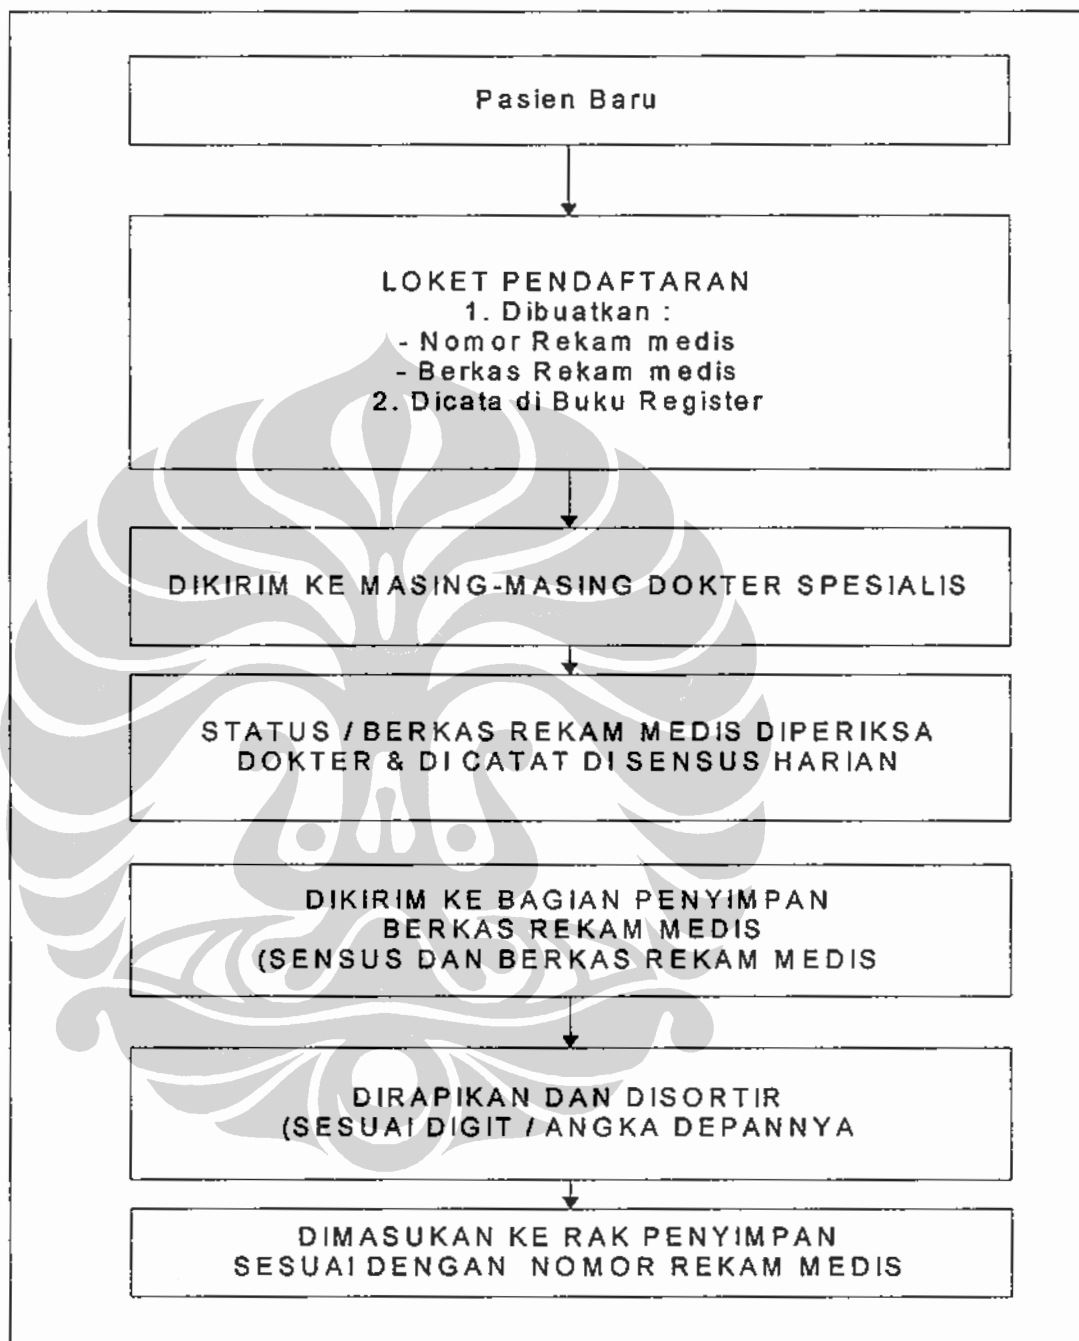 Pasien Baru
LOKET PENDAFTARAN
1. Dibuatkan :
- Nomor Rekam medis
- Berkas Rekam medis
2. Dicata di Buku Register
DIKIRIM KE MASING-MASING DOKTER SPESIALIS
STATUS / BERKAS REKAM MEDIS DIPERIKSA
DOKTER & DI CATAT DI SENSUS HARIAN
DIKIRIM KE BAGIAN PENYIMPAN
BERKAS REKAM MEDIS
(SENSUS DAN BERKAS REKAM MEDIS
DIRAPIKAN DAN DISORTIR
(SESUAI DIGIT / ANGKA DEPANNYA
DIMASUKAN KE RAK PENYIMPAN
SESUAI DENGAN NOMOR REKAM MEDIS